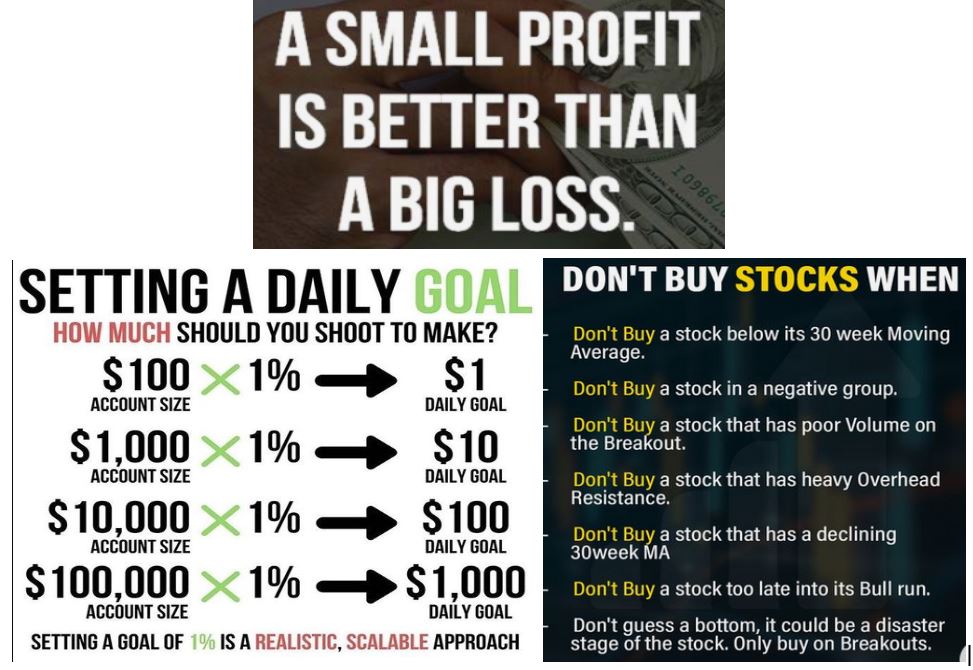 A SMALL PROFIT
IS BETTER THAN
A BIG LOSS.
SETTING A DAILY GOAL
HOW MUCH SHOULD YOU SHOOT TO MAKE?
$100 × 1% → $1
ACCOUNT SIZE DAILY GOAL
$1,000 × 1% → $10
ACCOUNT SIZE DAILY GOAL
$10,000 × 1% → $100
ACCOUNT SIZE DAILY GOAL
$100,000 × 1% → $1,000
ACCOUNT SIZE DAILY GOAL
SETTING A GOAL OF 1% IS A REALISTIC, SCALABLE APPROACH
DON'T BUY STOCKS WHEN
- Don't Buy a stock below its 30 week Moving
Average.
- Don't Buy a stock in a negative group.
- Don't Buy a stock that has poor Volume on
the Breakout.
- Don't Buy a stock that has heavy Overhead
Resistance.
- Don't Buy a stock that has a declining
30week MA
- Don't Buy a stock too late into its Bull run.
- Don't guess a bottom, it could be a disaster
stage of the stock. Only buy on Breakouts.